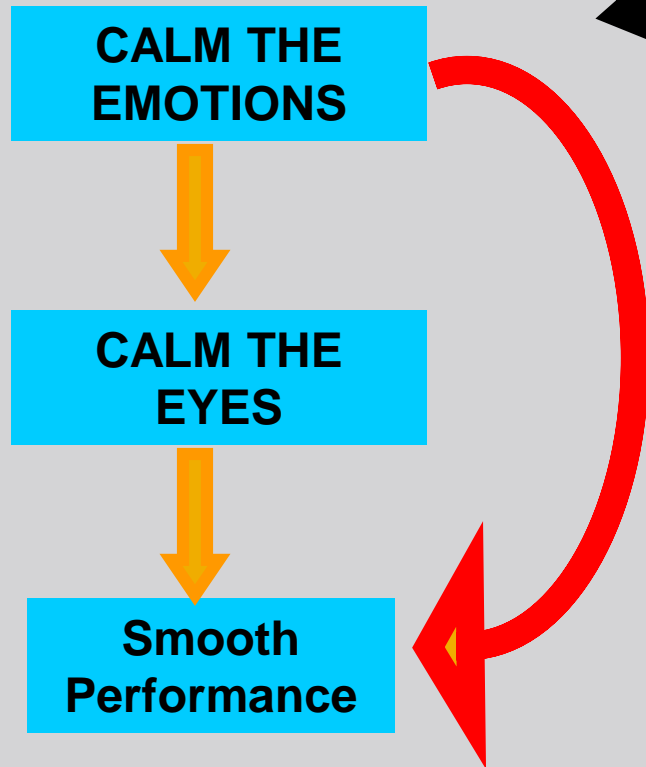 CALM THE
EMOTIONS
CALM THE
EYES
Smooth
Performance